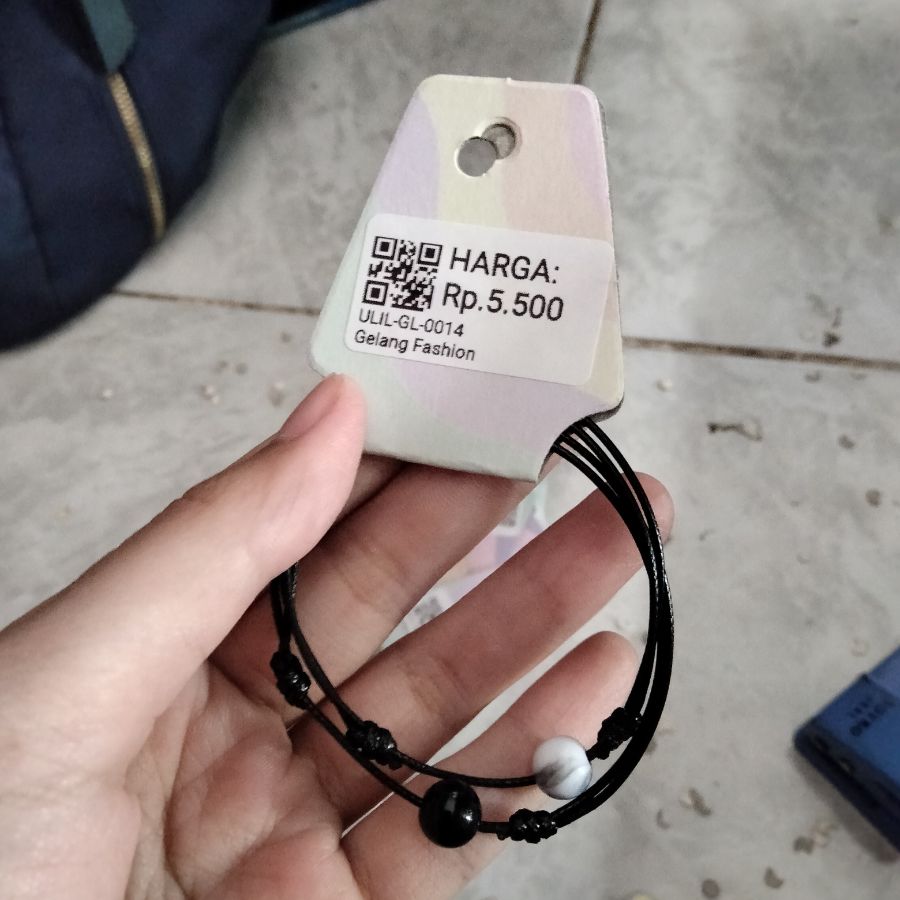 HARGA:
Rp.5.500
ULIL-GL-0014
Gelang Fashion